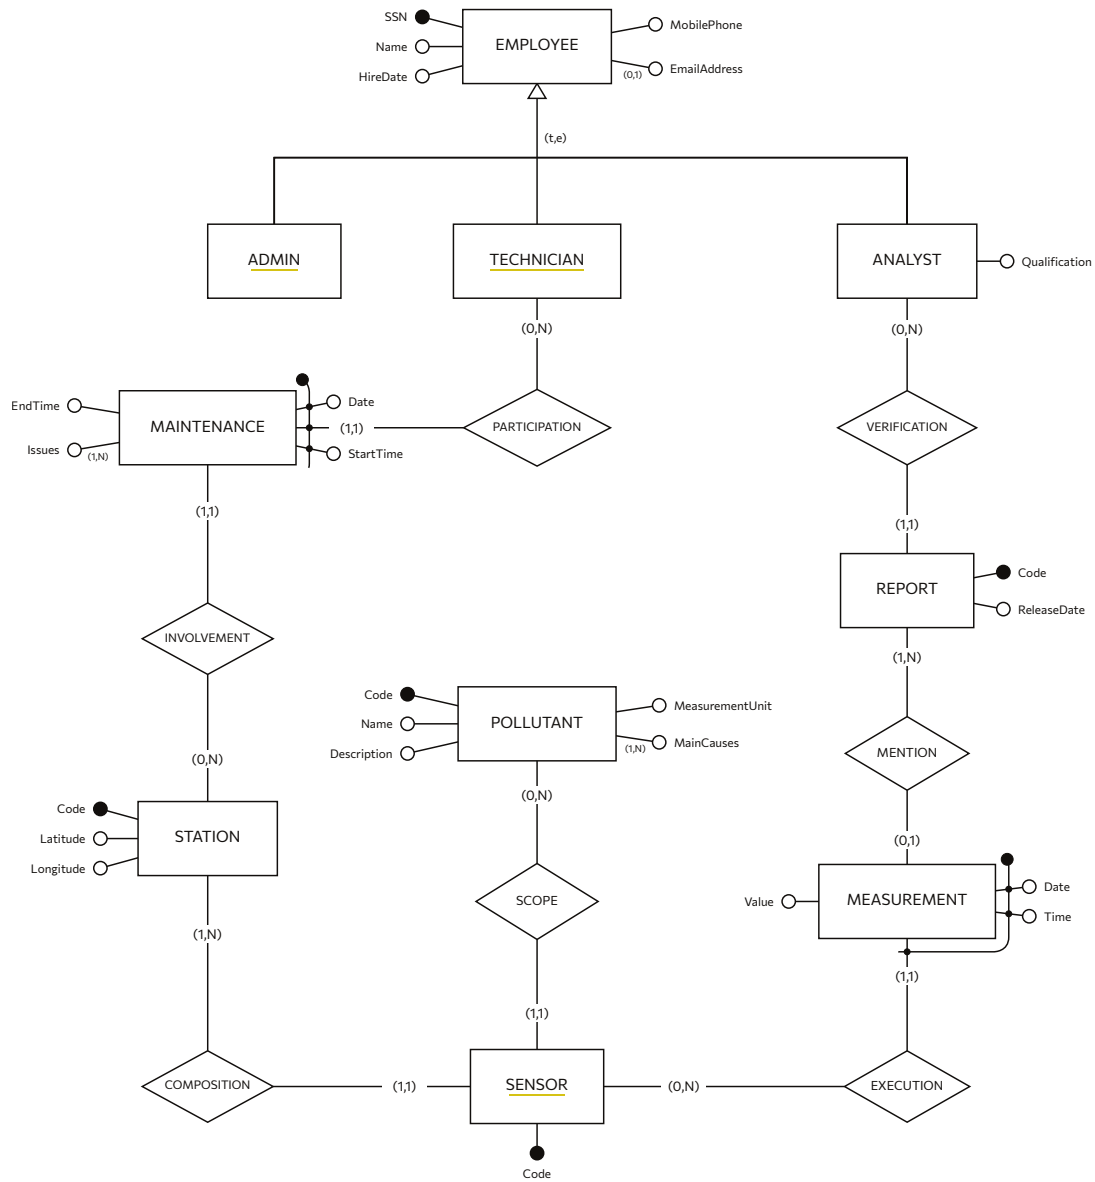 SSN
EMPLOYEE
MobilePhone
Name
HireDate
(0,1)
EmailAddress
(t,e)
ADMIN
TECHNICIAN
ANALYST
Qualification
(0,N)
(0,N)
EndTime
MAINTENANCE
Date
(1,1)
PARTICIPATION
VERIFICATION
Issues
(1,N)
StartTime
(1,1)
(1,1)
REPORT
Code
ReleaseDate
INVOLVEMENT
(1,N)
Code
POLLUTANT
MeasurementUnit
Name
Description
(1,N)
MainCauses
MENTION
(0,N)
(0,N)
Code
STATION
Latitude
Longitude
(0,1)
SCOPE
Value
MEASUREMENT
Date
Time
(1,N)
(1,1)
(1,1)
COMPOSITION
(1,1)
SENSOR
(0,N)
EXECUTION
Code